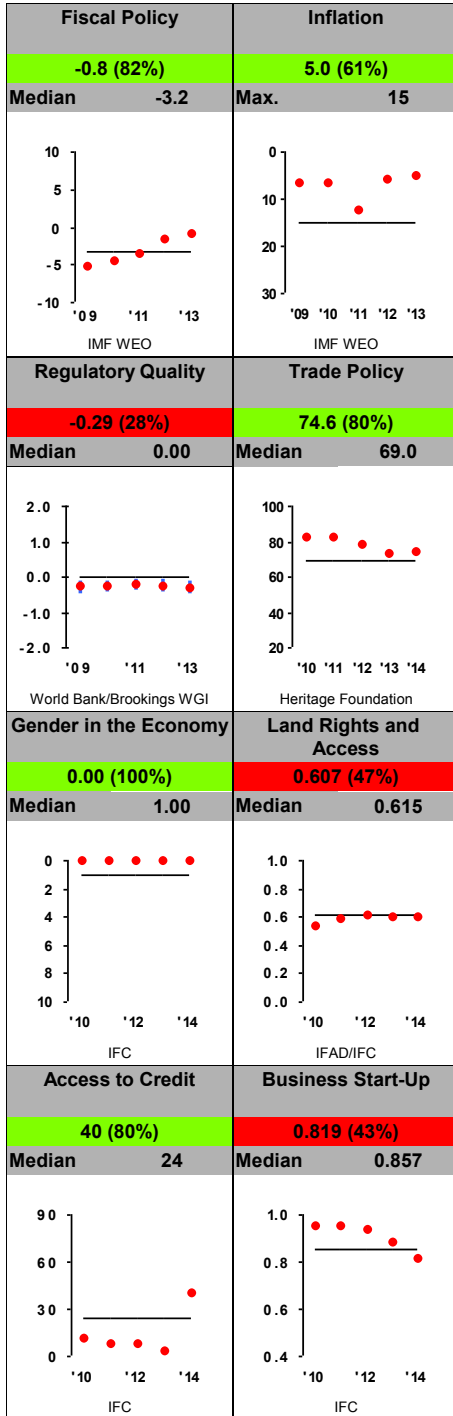 Fiscal Policy
-0.8 (82%)
Median -3.2
10
5
0
-5
-10
'09 '11 '13
IMF WEO
Inflation
5.0 (61%)
Max. 15
0
10
20
30
'09 '10 '11 '12 '13
IMF WEO
Regulatory Quality
-0.29 (28%)
Median 0.00
2.0
1.0
0.0
-1.0
-2.0
'09 '11 '13
World Bank/Brookings WGI
Trade Policy
74.6 (80%)
Median 69.0
100
80
60
40
20
'10 '11 '12 '13 '14
Heritage Foundation
Gender in the Economy
0.00 (100%)
Median 1.00
0
2
4
6
8
10
'10 '12 '14
IFC
Land Rights and
Access
0.607 (47%)
Median 0.615
1.0
0.8
0.6
0.4
0.2
0.0
'10 '12 '14
IFAD/IFC
Access to Credit
40 (80%)
Median 24
90
60
30
0
'10 '12 '14
IFC
Business Start-Up
0.819 (43%)
Median 0.857
1.0
0.8
0.6
0.4
'10 '12 '14
IFC